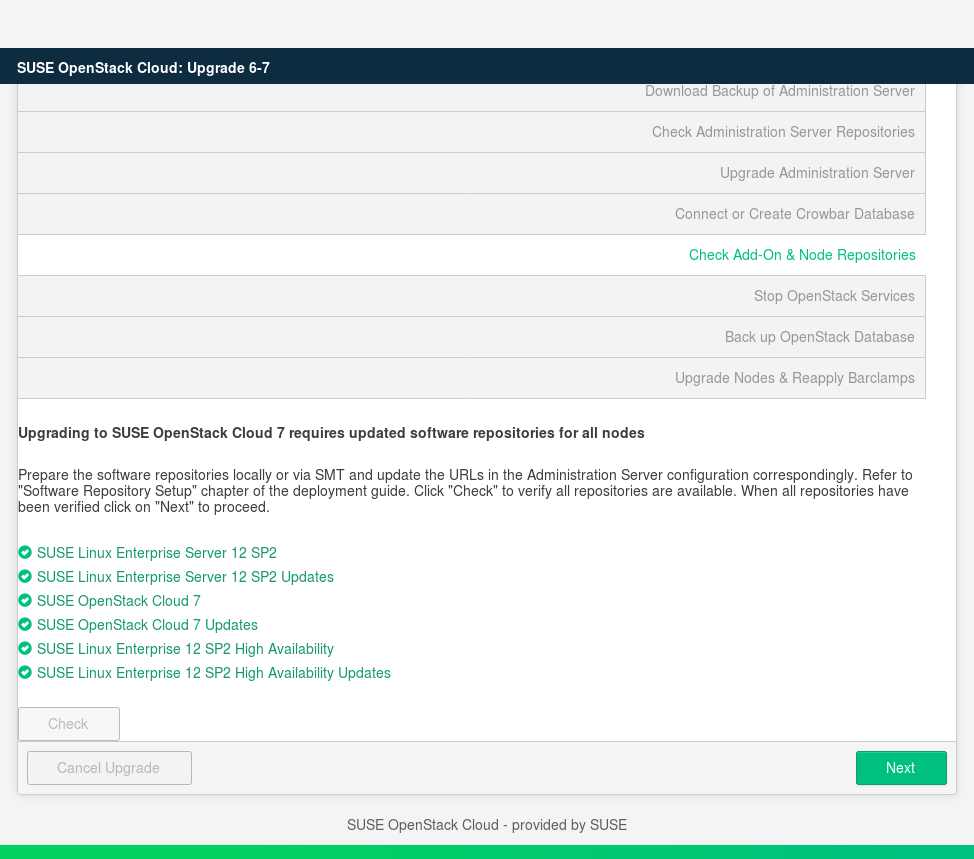 SUSE OpenStack Cloud: Upgrade 6-7
Download Backup of Administration Server
Check Administration Server Repositories
Upgrade Administration Server
Connect or Create Crowbar Database
Check Add-On & Node Repositories
Stop OpenStack Services
Back up OpenStack Database
Upgrade Nodes & Reapply Barclamps
Upgrading to SUSE OpenStack Cloud 7 requires updated software repositories for all nodes
Prepare the software repositories locally or via SMT and update the URLs in the Administration Server configuration correspondingly. Refer to
"Software Repository Setup" chapter of the deployment guide. Click "Check" to verify all repositories are available. When all repositories have
been verified click on "Next" to proceed.
SUSE Linux Enterprise Server 12 SP2
SUSE Linux Enterprise Server 12 SP2 Updates
SUSE OpenStack Cloud 7
SUSE OpenStack Cloud 7 Updates
SUSE Linux Enterprise 12 SP2 High Availability
SUSE Linux Enterprise 12 SP2 High Availability Updates
Check
Cancel Upgrade
Next
SUSE OpenStack Cloud - provided by SUSE